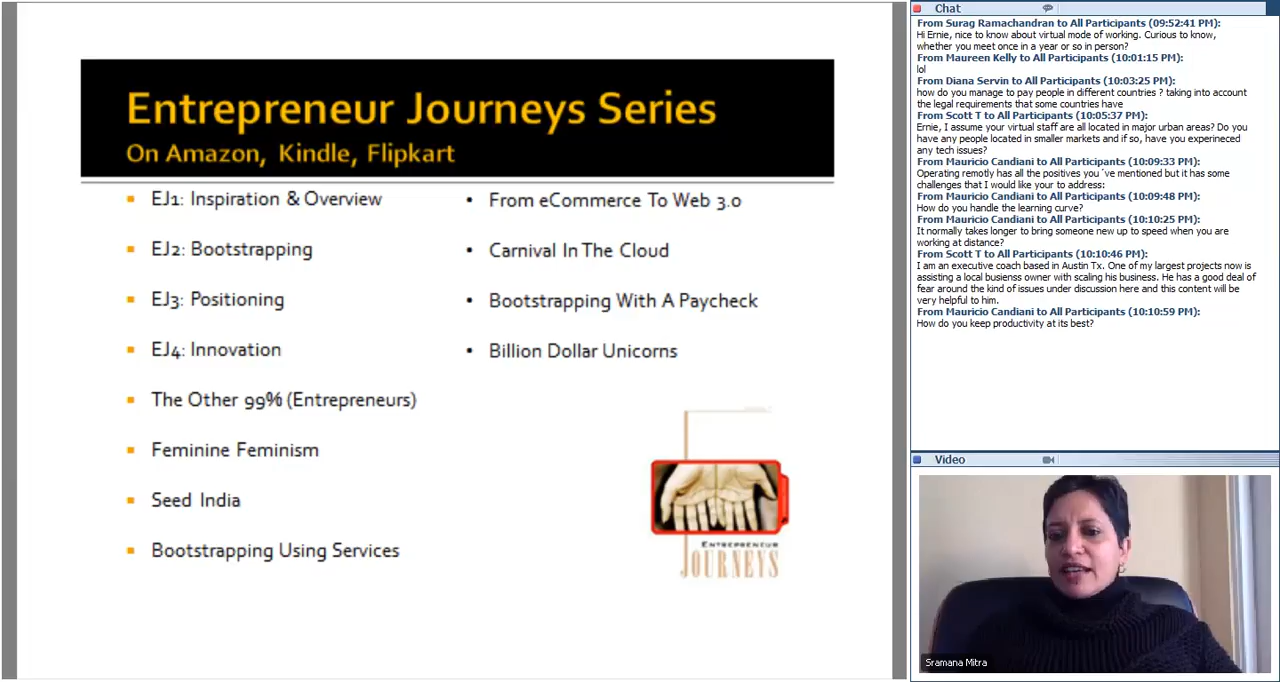 Entrepreneur Journeys Series
On Amazon, Kindle, Flipkart
EJ1: Inspiration & Overview
EJ2: Bootstrapping
EJ3: Positioning
EJ4: Innovation
The Other 99% (Entrepreneurs)
Feminine Feminism
Seed India
Bootstrapping Using Services
• From eCommerce To Web 3.0
• Carnival In The Cloud
• Bootstrapping With A Paycheck
• Billion Dollar Unicorns
ENTREPRENEUR
JOURNEYS
Chat
From Surag Ramachandran to All Participants (09:52:41 PM):
Hi Ernie, nice to know about virtual mode of working. Curious to know,
whether you meet once in a year or so in person?
From Maureen Kelly to All Participants (10:01:15 PM):
lol
From Diana Servin to All Participants (10:03:25 PM):
how do you manage to pay people in different countries ? taking into account
the legal requirements that some countries have
From Scott T to All Participants (10:05:37 PM):
Ernie, I assume your virtual staff are all located in major urban areas? Do you
have any people located in smaller markets and if so, have you experineced
any tech issues?
From Mauricio Candiani to All Participants (10:09:33 PM):
Operating remotly has all the positives you´ve mentioned but it has some
challenges that I would like your to address:
From Mauricio Candiani to All Participants (10:09:48 PM):
How do you handle the learning curve?
From Mauricio Candiani to All Participants (10:10:25 PM):
It normally takes longer to bring someone new up to speed when you are
working at distance?
From Scott T to All Participants (10:10:46 PM):
I am an executive coach based in Austin Tx. One of my largest projects now is
assisting a local busienss owner with scaling his business. He has a good deal of
fear around the kind of issues under discussion here and this content will be
very helpful to him.
From Mauricio Candiani to All Participants (10:10:59 PM):
How do you keep productivity at its best?
Video
Sramana Mitra